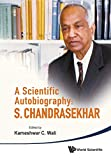 A Scientific
Autobiography:
S. CHANDRASEKHAR
Edited by
Kameshwar C. Wali
World Scientific